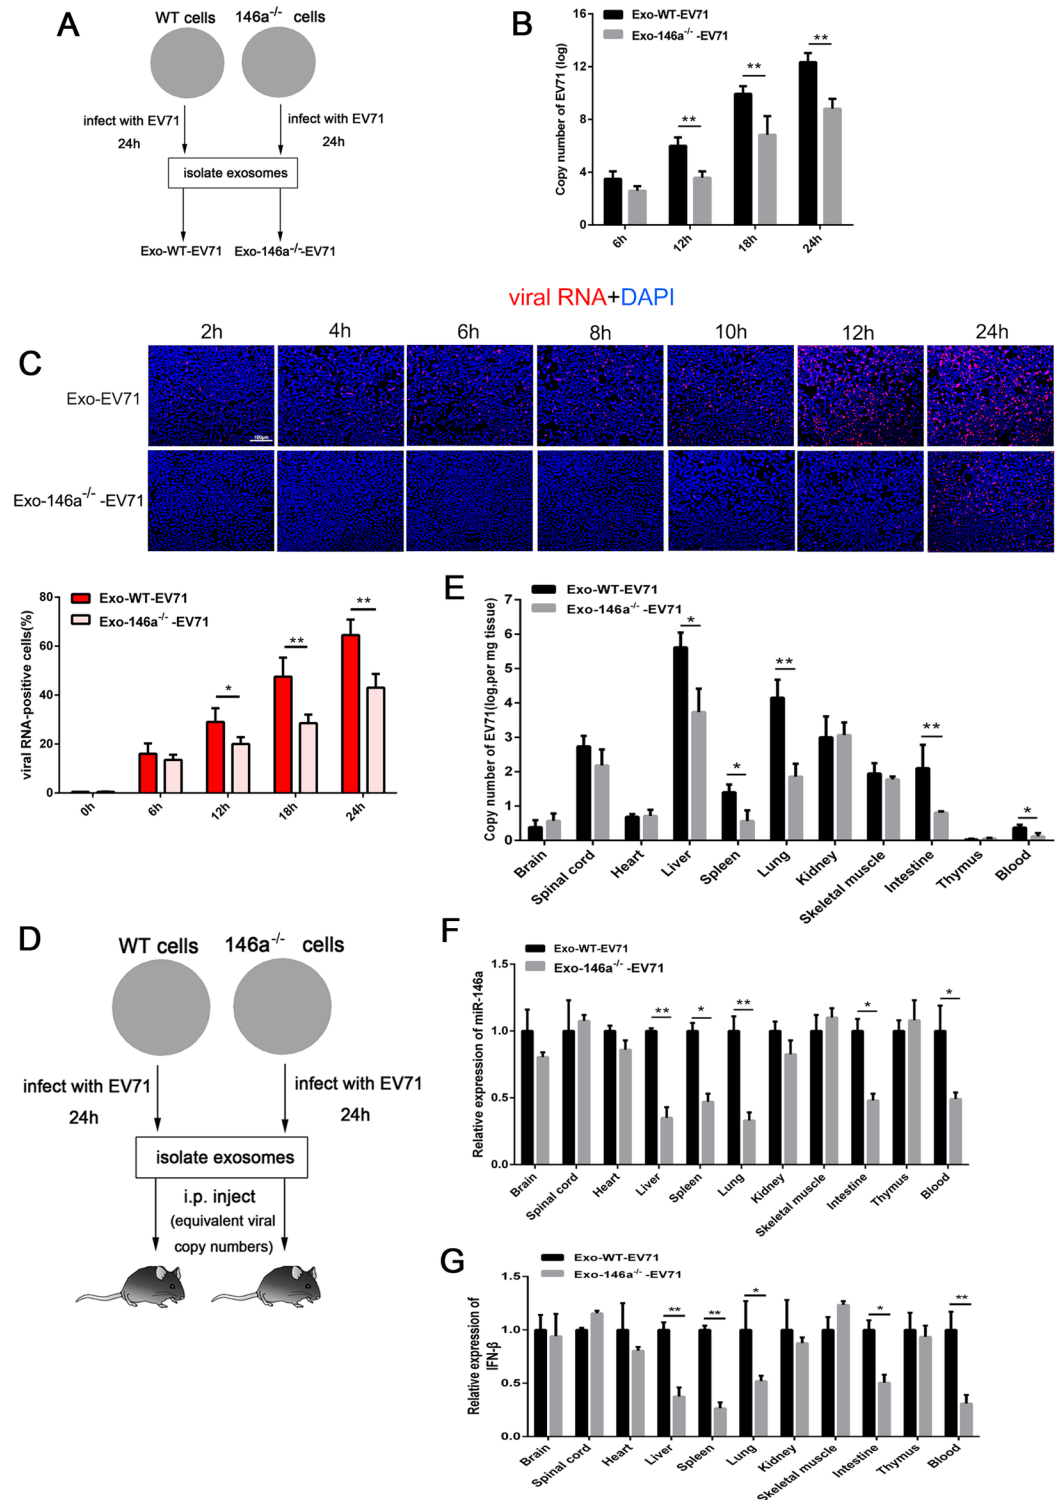 A
WT cells 146a-/- cells
infect with EV71 infect with EV71
24h 24h
isolate exosomes
Exo-WT-EV71 Exo-146a-/--EV71
B
Exo-WT-EV71
Exo-146a-/- -EV71
Copy number of EV71 (log)
16
12
8
4
0
** ** ** 
6h 12h 18h 24h
viral RNA+DAPI
C
2h 4h 6h 8h 10h 12h 24h
Exo-EV71
100μm
Exo-146a-/- -EV71
Exo-WT-EV71
Exo-146a-/- -EV71
viral RNA-positive cells(%)
80
60
40
20
0
* ** **
0h 6h 12h 18h 24h
E
Exo-WT-EV71
Exo-146a-/- -EV71
Copy number of EV71(log,per mg tissue)
7
6
5
4
3
2
1
0
* * ** ** *
Brain Spinal cord Heart Liver Spleen Lung Kidney Skeletal muscle Intestine Thymus Blood
D
WT cells 146a-/- cells
infect with EV71 infect with EV71
24h 24h
isolate exosomes
i.p. inject
(equivalent viral
copy numbers)
F
Exo-WT-EV71
Exo-146a-/- -EV71
Relative expression of miR-146a
1.5
1.0
0.5
0.0
** * ** * *
Brain Spinal cord Heart Liver Spleen Lung Kidney Skeletal muscle Intestine Thymus Blood
G
Exo-WT-EV71
Exo-146a-/- -EV71
Relative expression of
IFN-β
1.5
1.0
0.5
0.0
** ** * * **
Brain Spinal cord Heart Liver Spleen Lung Kidney Skeletal muscle Intestine Thymus Blood